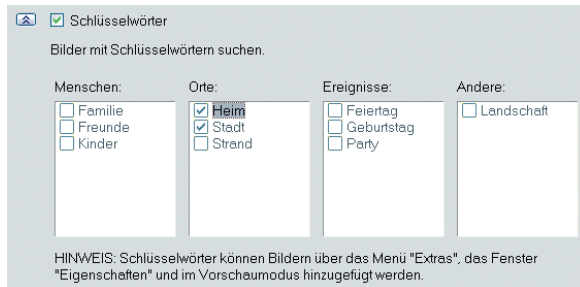 Schlüsselwörter
Bilder mit Schlüsselwörtern suchen.
Menschen: Orte: Ereignisse: Andere:
Familie Heim Feiertag Landschaft
Freunde Stadt Geburtstag
Kinder Strand Party
HINWEIS: Schlüsselwörter können Bildern über das Menü "Extras", das Fenster
"Eigenschaften" und im Vorschaumodus hinzugefügt werden.